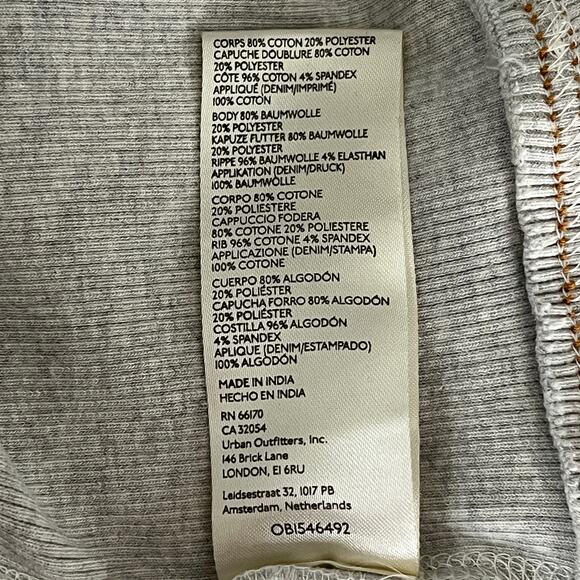 CORPS 80% COTON 20% POLYESTER
CAPUCHE DOUBLURE 80% COTON
20% POLYESTER
CÔTE 96% COTON 4% SPANDEX
APPLIQUÉ (DENIM/IMPRIMÉ)
100% COTON
BODY 80% BAUMWOLLE
20% POLYESTER
KAPUZE FUTTER 80% BAUMWOLLE
20% POLYESTER
RIPPE 96% BAUMWOLLE 4% ELASTHAN
APPLIKATION (DENIM/DRUCK)
100% BAUMWOLLE
CORPO 80% COTONE
20% POLIESTERE
CAPPUCCIO FODERA
80% COTONE 20% POLIESTERE
RIB 96% COTONE 4% SPANDEX
APPLICAZIONE (DENIM/STAMPA)
100% COTONE
CUERPO 80% ALGODÓN
20% POLIÉSTER
CAPUCHA FORRO 80% ALGODÓN
20% POLIÉSTER
COSTILLA 96% ALGODÓN
4% SPANDEX
APLIQUE (DENIM/ESTAMPADO)
100% ALGODÓN
MADE IN INDIA
HECHO EN INDIA
RN 66170
CA 32054
Urban Outfitters, Inc.
146 Brick Lane
LONDON, E1 6RU
Leidsestraat 32, 1017 PB
Amsterdam, Netherlands
OB1546492